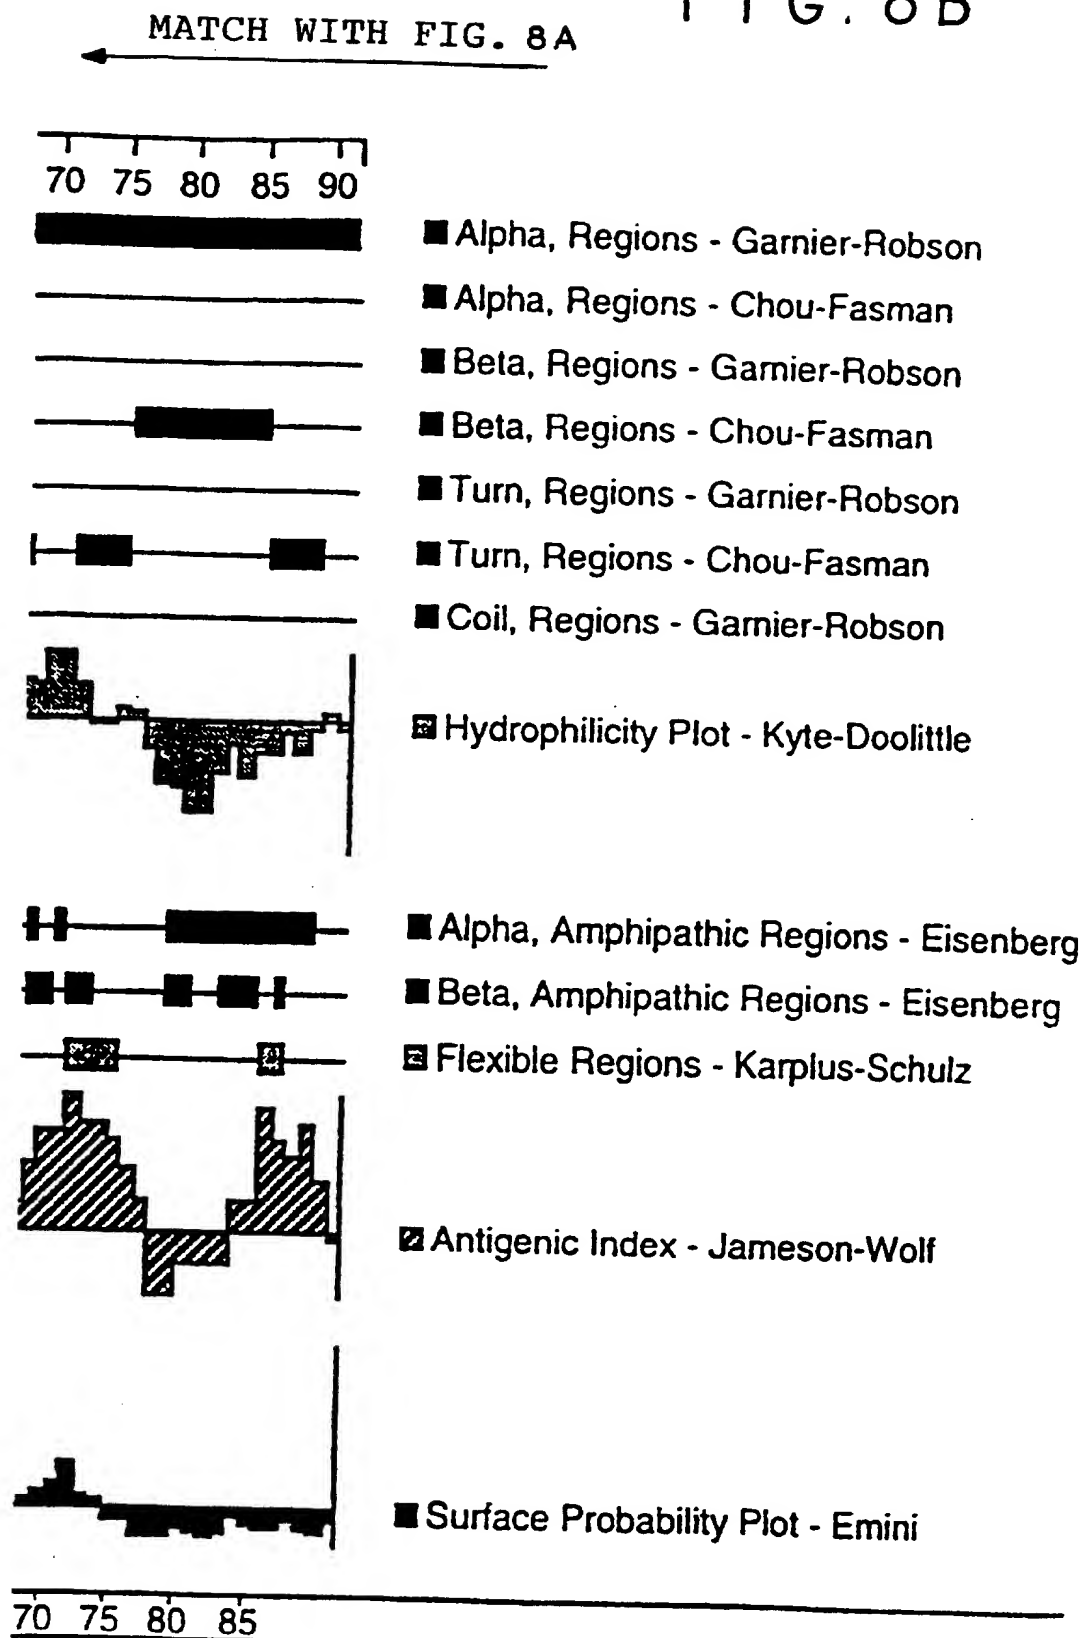 FIG. 8B
MATCH WITH FIG. 8A
70 75 80 85 90
Alpha, Regions - Garnier-Robson
Alpha, Regions - Chou-Fasman
Beta, Regions - Garnier-Robson
Beta, Regions - Chou-Fasman
Turn, Regions - Garnier-Robson
Turn, Regions - Chou-Fasman
Coil, Regions - Garnier-Robson
Hydrophilicity Plot - Kyte-Doolittle
Alpha, Amphipathic Regions - Eisenberg
Beta, Amphipathic Regions - Eisenberg
Flexible Regions - Karplus-Schulz
Antigenic Index - Jameson-Wolf
Surface Probability Plot - Emini
70 75 80 85